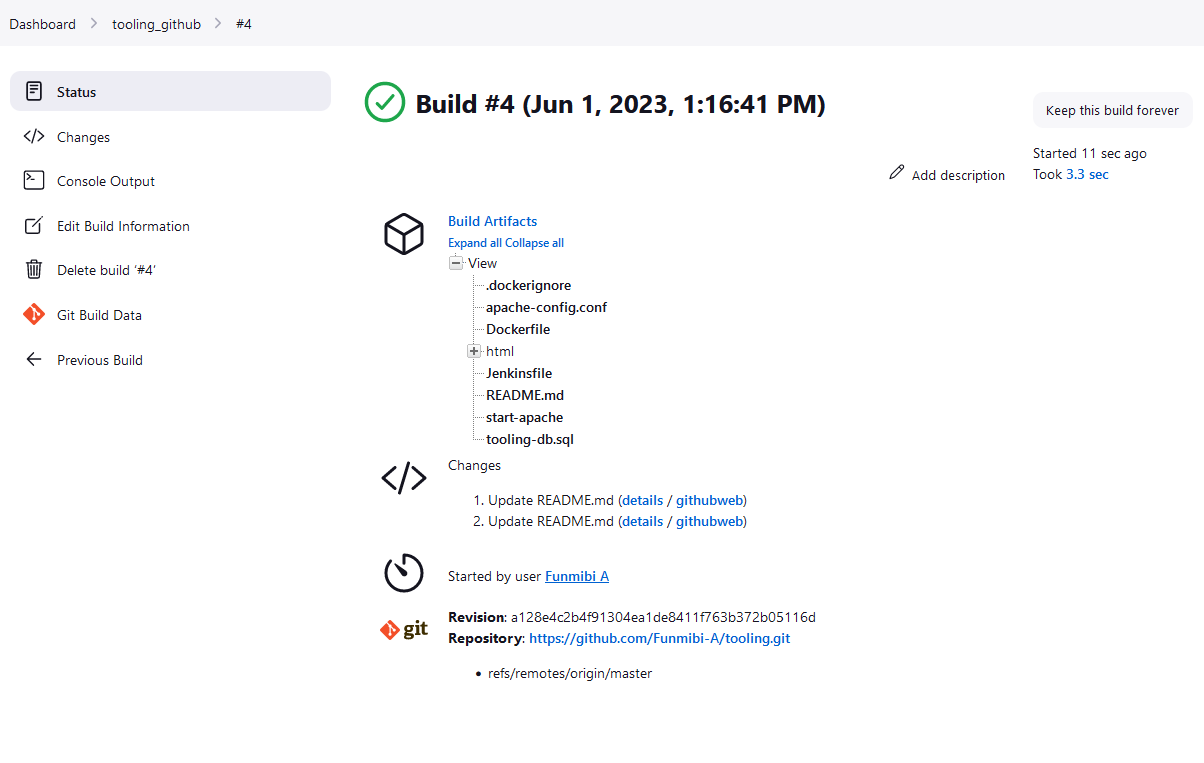 Dashboard > tooling_github > #4
Status
Changes
Console Output
Edit Build Information
Delete build ‘#4’
Git Build Data
Previous Build
Build #4 (Jun 1, 2023, 1:16:41 PM)
Keep this build forever
Started 11 sec ago
Took 3.3 sec
Add description
Build Artifacts
Expand all Collapse all
View
.dockerignore
apache-config.conf
Dockerfile
html
Jenkinsfile
README.md
start-apache
tooling-db.sql
Changes
1. Update README.md (details / githubweb)
2. Update README.md (details / githubweb)
Started by user Funmibi A
git
Revision: a128e4c2b4f91304ea1de8411f763b372b05116d
Repository: https://github.com/Funmibi-A/tooling.git
• refs/remotes/origin/master